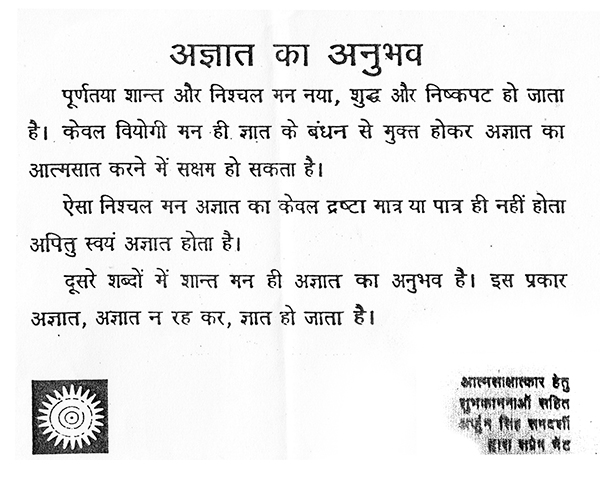 अज्ञात का अनुभव
पूर्णतया शान्त और निश्चल मन नया, शुद्ध और निष्कपट हो जाता
है। केवल वियोगी मन ही ज्ञात के बंधन से मुक्त होकर अज्ञात का
आत्मसात करने में सक्षम हो सकता है।
ऐसा निश्चल मन अज्ञात का केवल द्रष्टा मात्र या पात्र ही नहीं होता
अपितु स्वयं अज्ञात होता है।
दूसरे शब्दों में शान्त मन ही अज्ञात का अनुभव है। इस प्रकार
अज्ञात, अज्ञात न रह कर, ज्ञात हो जाता है।
आत्मसाक्षात्कार हेतु
शुभकामनाओं सहित
अर्जुन सिंह समदर्शी
द्वारा सप्रेम भेंट